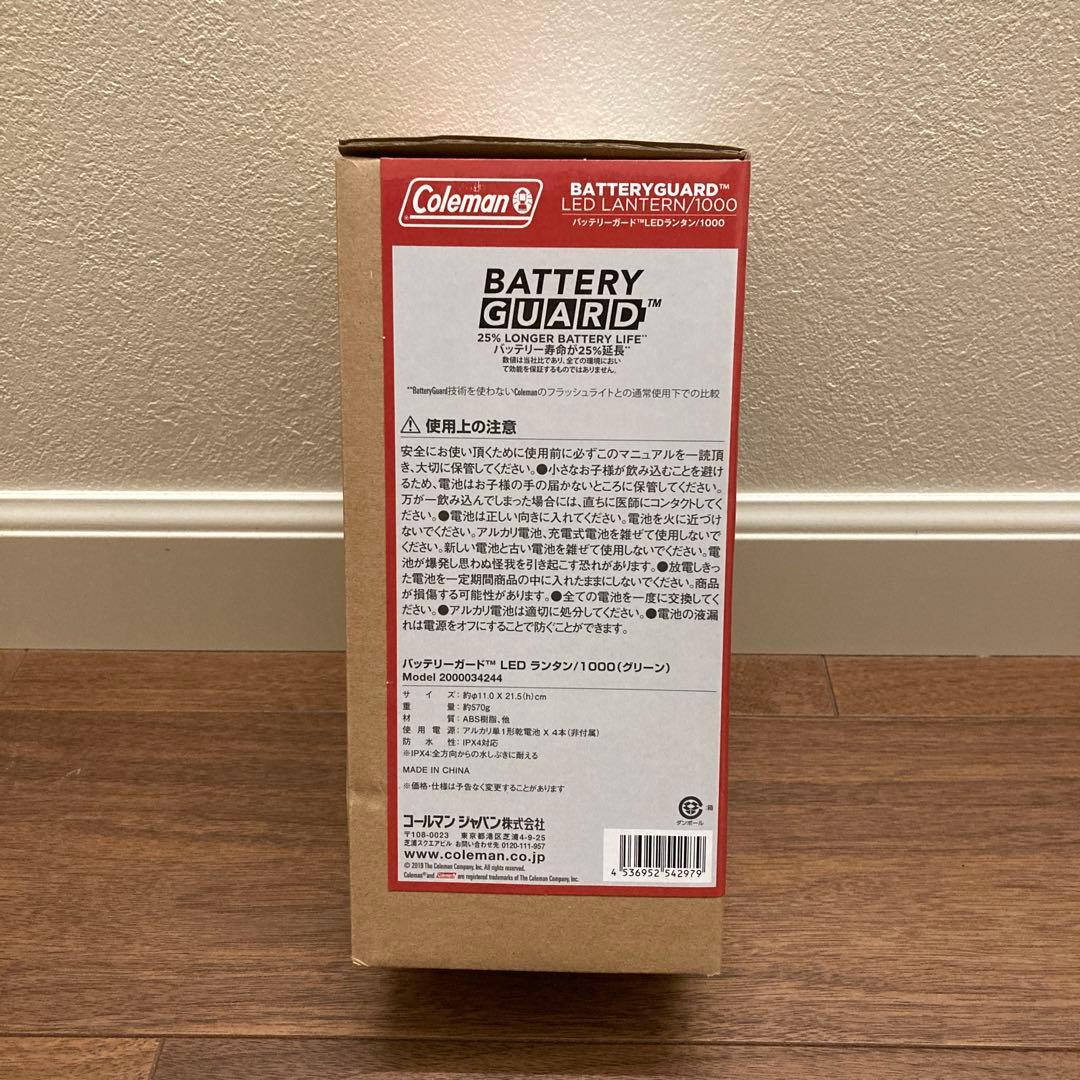 Coleman
BATTERYGUARD™
LED LANTERN/1000
バッテリーガード™LEDランタン/1000
BATTERY
GUARD™
25% LONGER BATTERY LIFE**
バッテリー寿命が25%延長**
数値は当社比であり、全ての環境におい
て効能を保証するものではありません。
**BatteryGuard技術を使わないColemanのフラッシュライトとの通常使用下での比較
使用上の注意
安全にお使い頂くために使用前に必ずこのマニュアルを一読頂
き、大切に保管してください。●小さなお子様が飲み込むことを避け
るため、電池はお子様の手の届かないところに保管してください。
万が一飲み込んでしまった場合には、直ちに医師にコンタクトしてく
ださい。●電池は正しい向きに入れてください。電池を火に近づけ
ないでください。アルカリ電池、充電式電池を雑ぜて使用しないで
ください。新しい電池と古い電池を雑ぜて使用しないでください。電
池が爆発し思わぬ怪我を引き起こす恐れがあります。●放電しきっ
た電池を一定期間商品の中に入れたままにしないでください。商品
が損傷する可能性があります。●全ての電池を一度に交換してく
ださい。●アルカリ電池は適切に処分してください。●電池の液漏
れは電源をオフにすることで防ぐことができます。
バッテリーガード™ LED ランタン/1000(グリーン)
Model 2000034244
サイズ:約φ11.0 X 21.5(h)cm
重量:約570g
材質:ABS樹脂、他
使用電源:アルカリ単1形乾電池 X 4本(非付属)
防水性:IPX4対応
※IPX4:全方向からの水しぶきに耐える
MADE IN CHINA
※価格・仕様は予告なく変更することがあります
:箱
ダンボール
コールマン ジャパン株式会社
〒108-0023 東京都港区芝浦4-9-25
芝浦スクエアビル お問い合わせ先 0120-111-957
www.coleman.co.jp
© 2019 The Coleman Company, Inc. All rights reserved.
Coleman® and Coleman are registered trademarks of The Coleman Company, Inc.
4 536952 542979